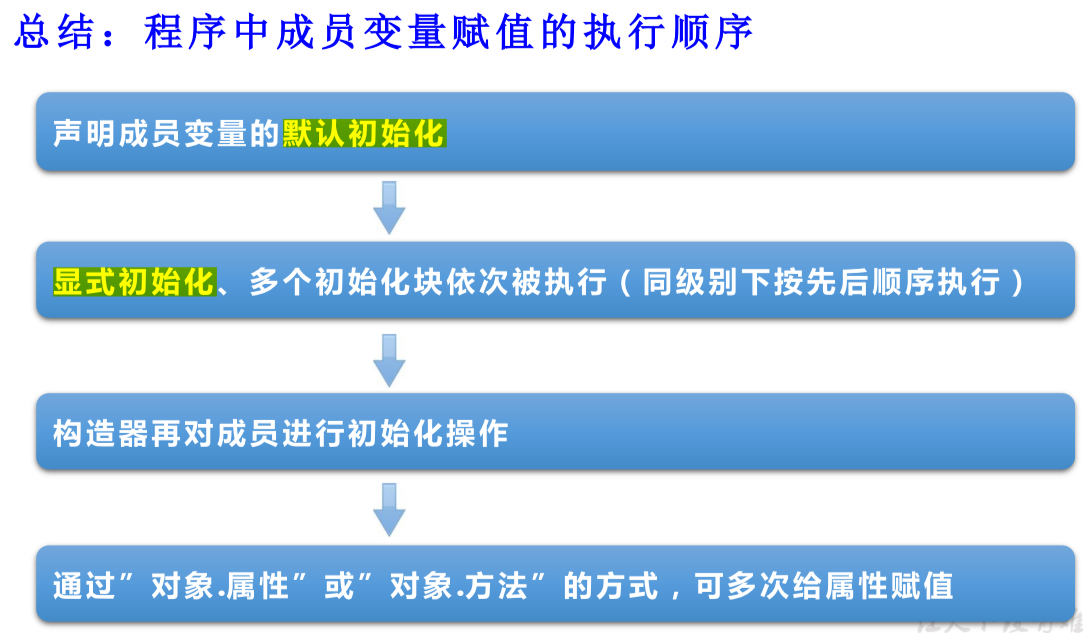 总结：程序中成员变量赋值的执行顺序
声明成员变量的默认初始化
显式初始化、多个初始化块依次被执行（同级别下按先后顺序执行）
构造器再对成员进行初始化操作
通过”对象.属性”或”对象.方法”的方式，可多次给属性赋值